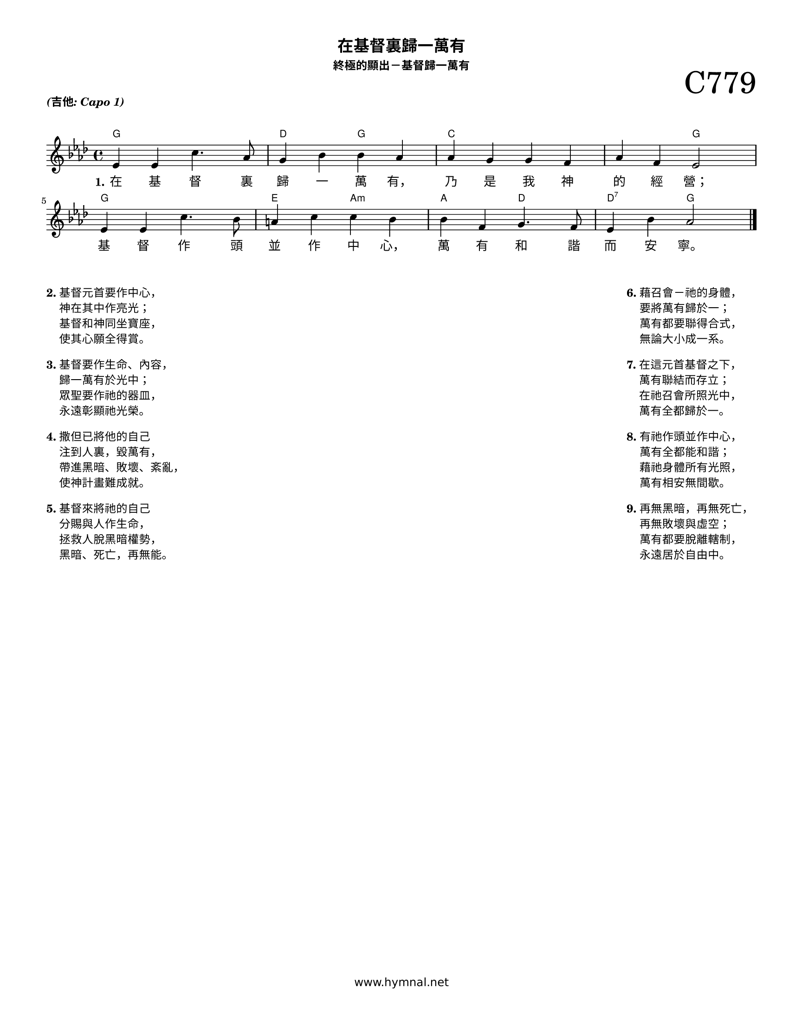 在基督裏歸一萬有
終極的顯出－基督歸一萬有
C779
(吉他: Capo 1)
G D G C G
1. 在 基 督 裏 歸 一 萬 有， 乃 是 我 神 的 經 營；
5
G E Am A D D7 G
基 督 作 頭 並 作 中 心， 萬 有 和 諧 而 安 寧。
2. 基督元首要作中心，
神在其中作亮光；
基督和神同坐寶座，
使其心願全得賞。
3. 基督要作生命、內容，
歸一萬有於光中；
眾聖要作祂的器皿，
永遠彰顯祂光榮。
4. 撒但已將他的自己
注到人裏，毀萬有，
帶進黑暗、敗壞、紊亂，
使神計畫難成就。
5. 基督來將祂的自己
分賜與人作生命，
拯救人脫黑暗權勢，
黑暗、死亡，再無能。
6. 藉召會－祂的身體，
要將萬有歸於一；
萬有都要聯得合式，
無論大小成一系。
7. 在這元首基督之下，
萬有聯結而存立；
在祂召會所照光中，
萬有全都歸於一。
8. 有祂作頭並作中心，
萬有全都能和諧；
藉祂身體所有光照，
萬有相安無間歇。
9. 再無黑暗，再無死亡，
再無敗壞與虛空；
萬有都要脫離轄制，
永遠居於自由中。
www.hymnal.net